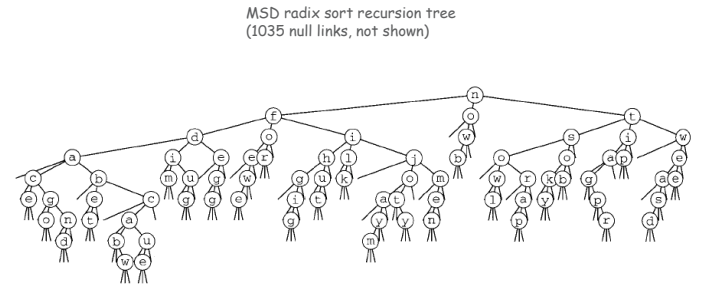 MSD radix sort recursion tree
(1035 null links, not shown)
n
f o t
d o i w s i w
a i e e r h l j b o o a p e
c b m u g w g u k o m w r k b g a e
e g e c g g e i t a t e l a y p s
o n t a g y y n p r d
d b u m
w e